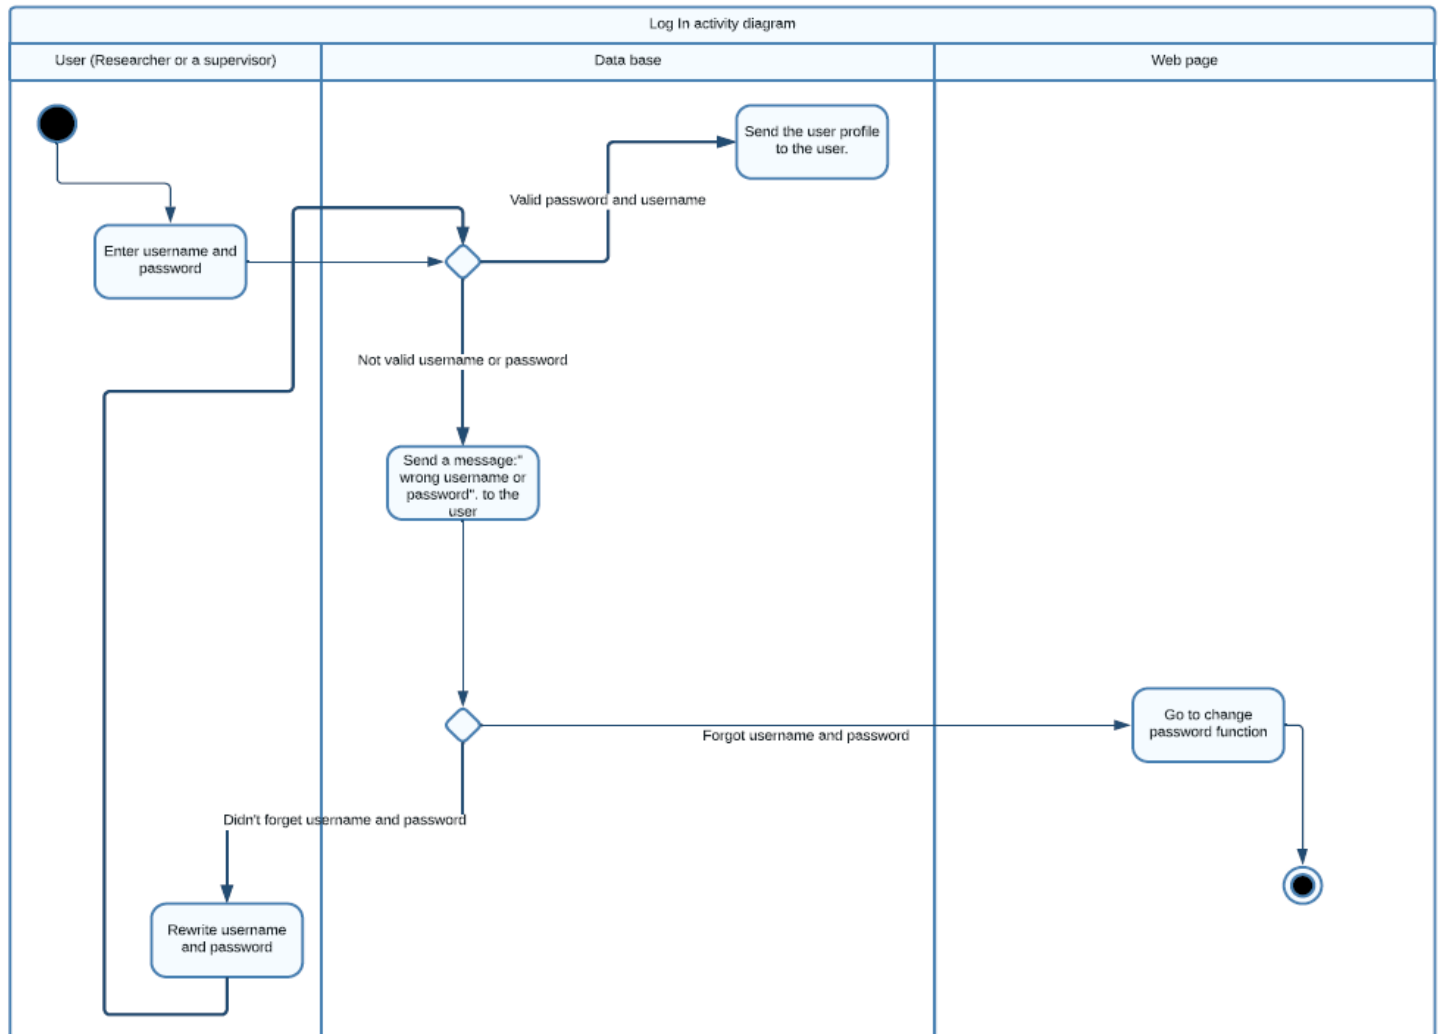 Log In activity diagram
User (Researcher or a supervisor)
Data base
Web page
Send the user profile
to the user.
Valid password and username
Enter username and
password
Not valid username or password
Send a message:"
wrong username or
password". to the
user
Go to change
password function
Forgot username and password
Didn't forget username and password
Rewrite username
and password